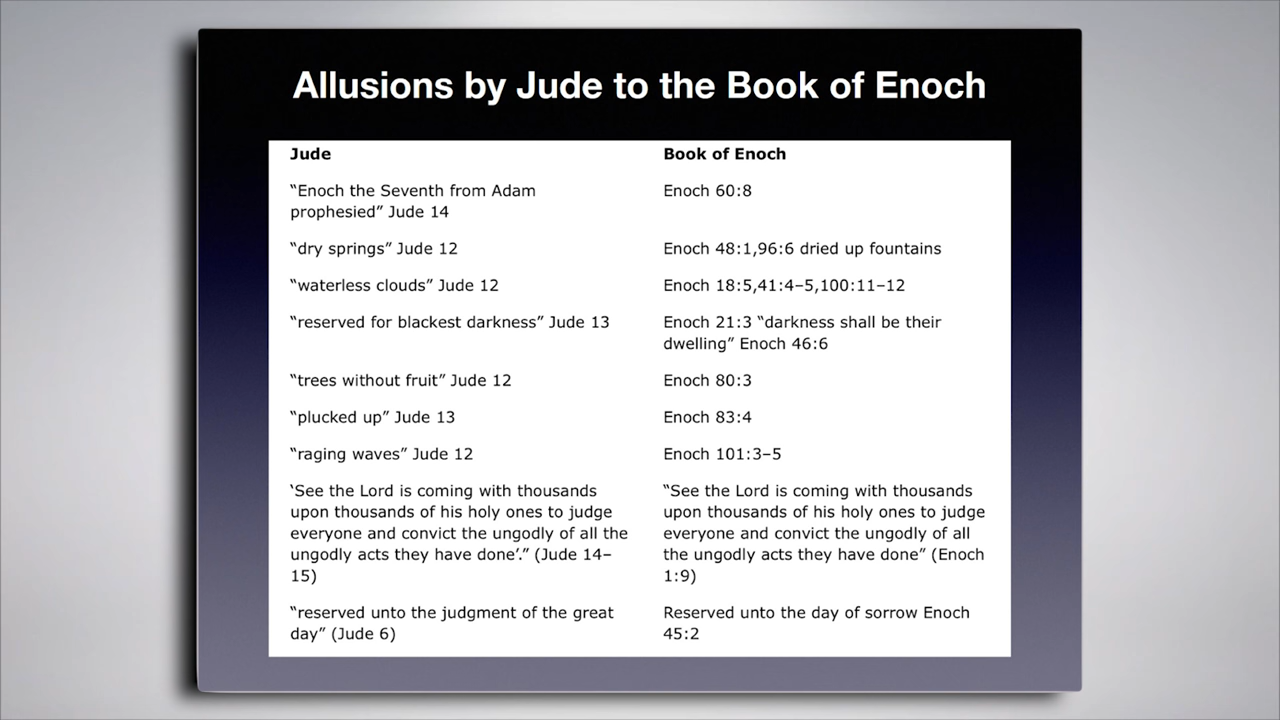 Allusions by Jude to the Book of Enoch
Jude
Book of Enoch
“Enoch the Seventh from Adam
prophesied” Jude 14
Enoch 60:8
“dry springs” Jude 12
Enoch 48:1,96:6 dried up fountains
“waterless clouds” Jude 12
Enoch 18:5,41:4–5,100:11–12
“reserved for blackest darkness” Jude 13
Enoch 21:3 “darkness shall be their
dwelling” Enoch 46:6
“trees without fruit” Jude 12
Enoch 80:3
“plucked up” Jude 13
Enoch 83:4
“raging waves” Jude 12
Enoch 101:3–5
‘See the Lord is coming with thousands
upon thousands of his holy ones to judge
everyone and convict the ungodly of all the
ungodly acts they have done’.” (Jude 14–
15)
“See the Lord is coming with thousands
upon thousands of his holy ones to judge
everyone and convict the ungodly of all
the ungodly acts they have done” (Enoch
1:9)
“reserved unto the judgment of the great
day” (Jude 6)
Reserved unto the day of sorrow Enoch
45:2